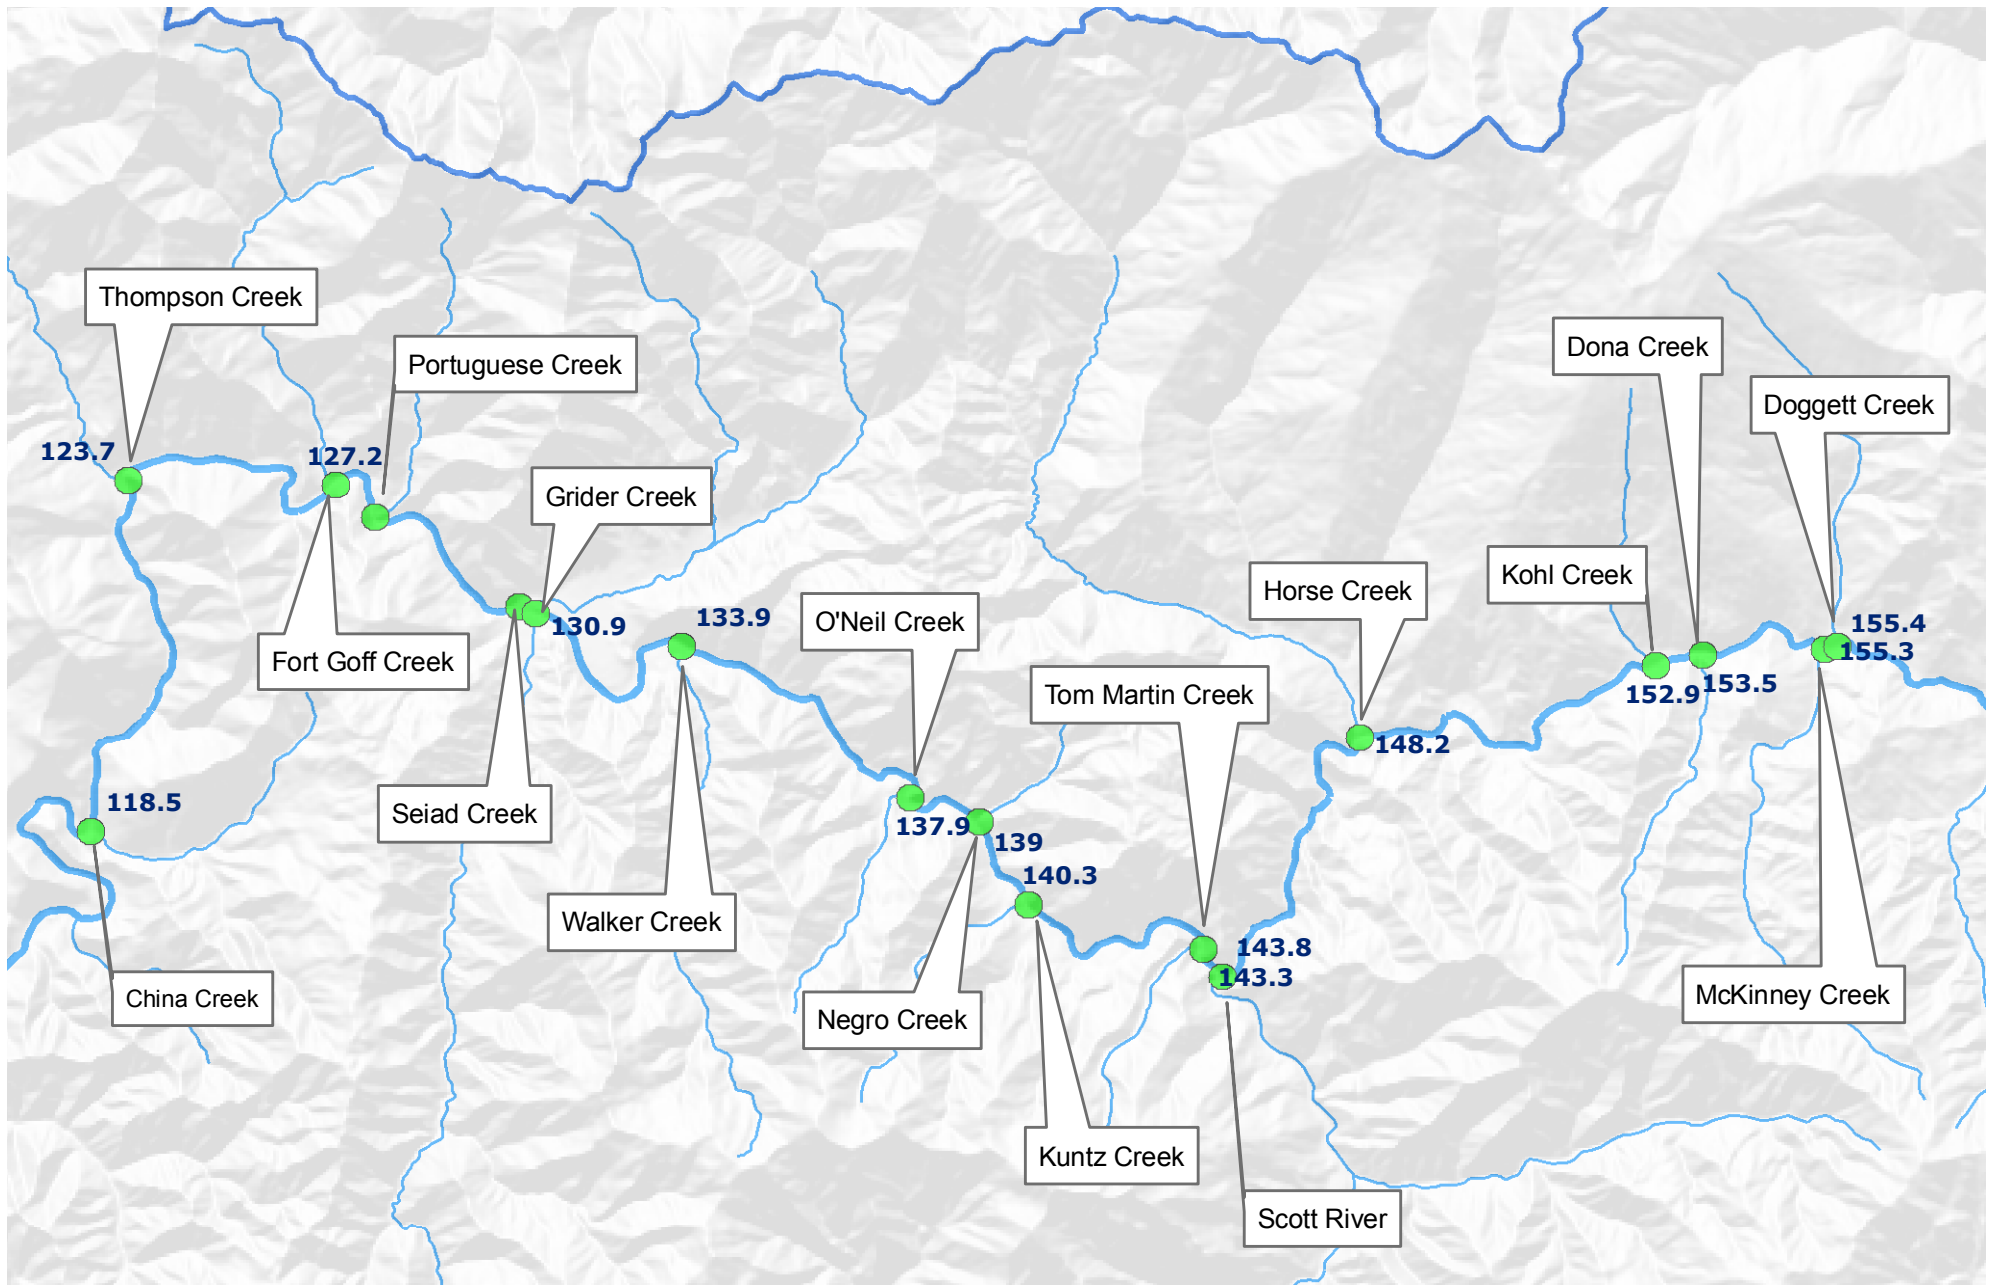 Thompson Creek
Dona Creek
Portuguese Creek
Doggett Creek
123.7
127.2
Grider Creek
Kohl Creek
Horse Creek
O'Neil Creek
130.9
133.9
155.4
155.3
Fort Goff Creek
Tom Martin Creek
152.9
153.5
148.2
118.5
Seiad Creek
137.9
139
140.3
Walker Creek
143.8
143.3
China Creek
Negro Creek
McKinney Creek
Kuntz Creek
Scott River